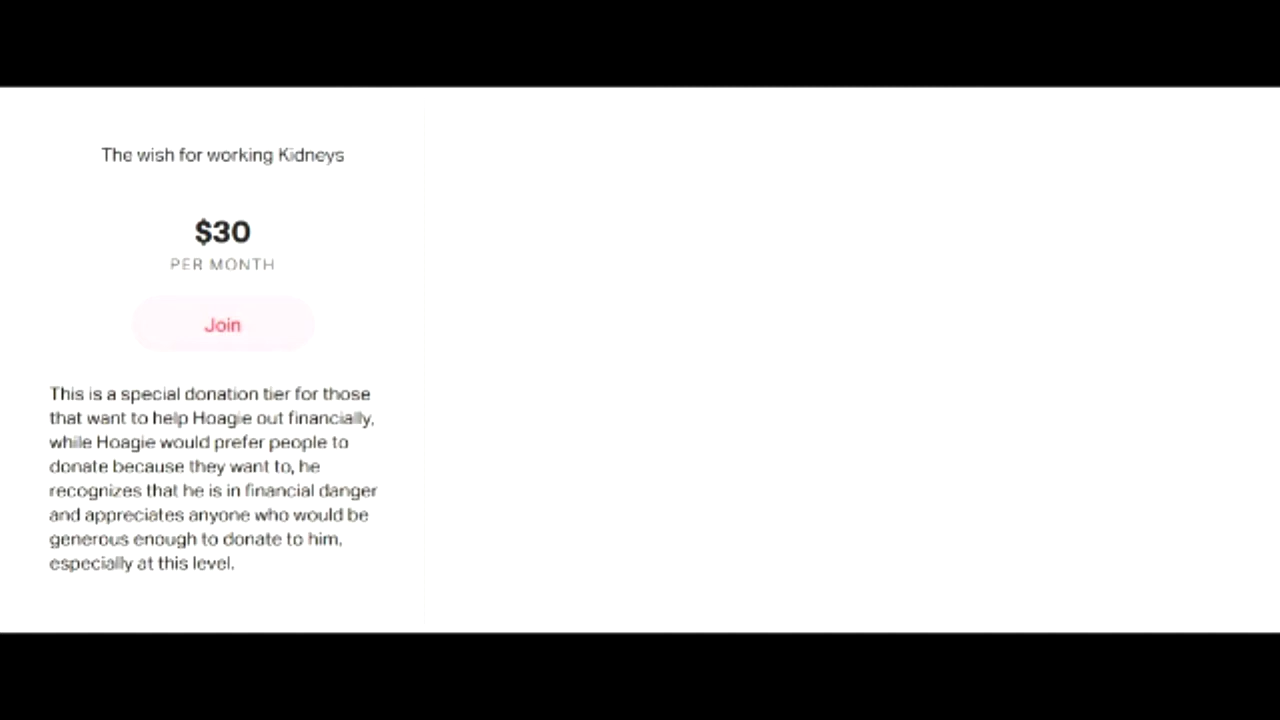 The wish for working Kidneys
$30
PER MONTH
Join
This is a special donation tier for those
that want to help Hoagie out financially,
while Hoagie would prefer people to
donate because they want to, he
recognizes that he is in financial danger
and appreciates anyone who would be
generous enough to donate to him,
especially at this level.